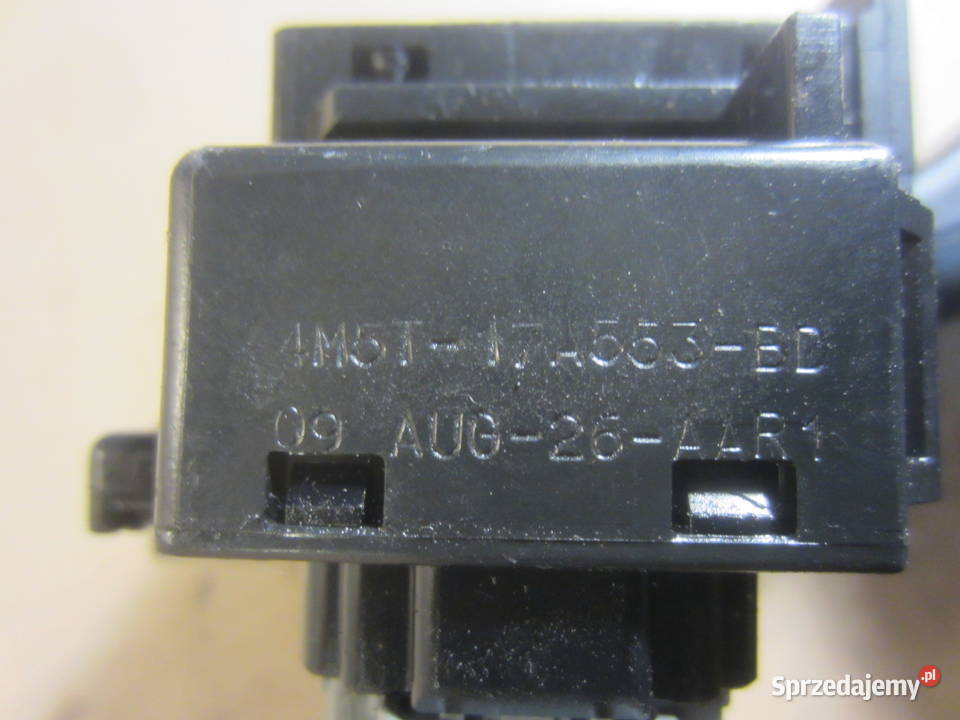 4M5T-17A553-BD
09 AUG-26-AAR1
Sprzedajemy.pl